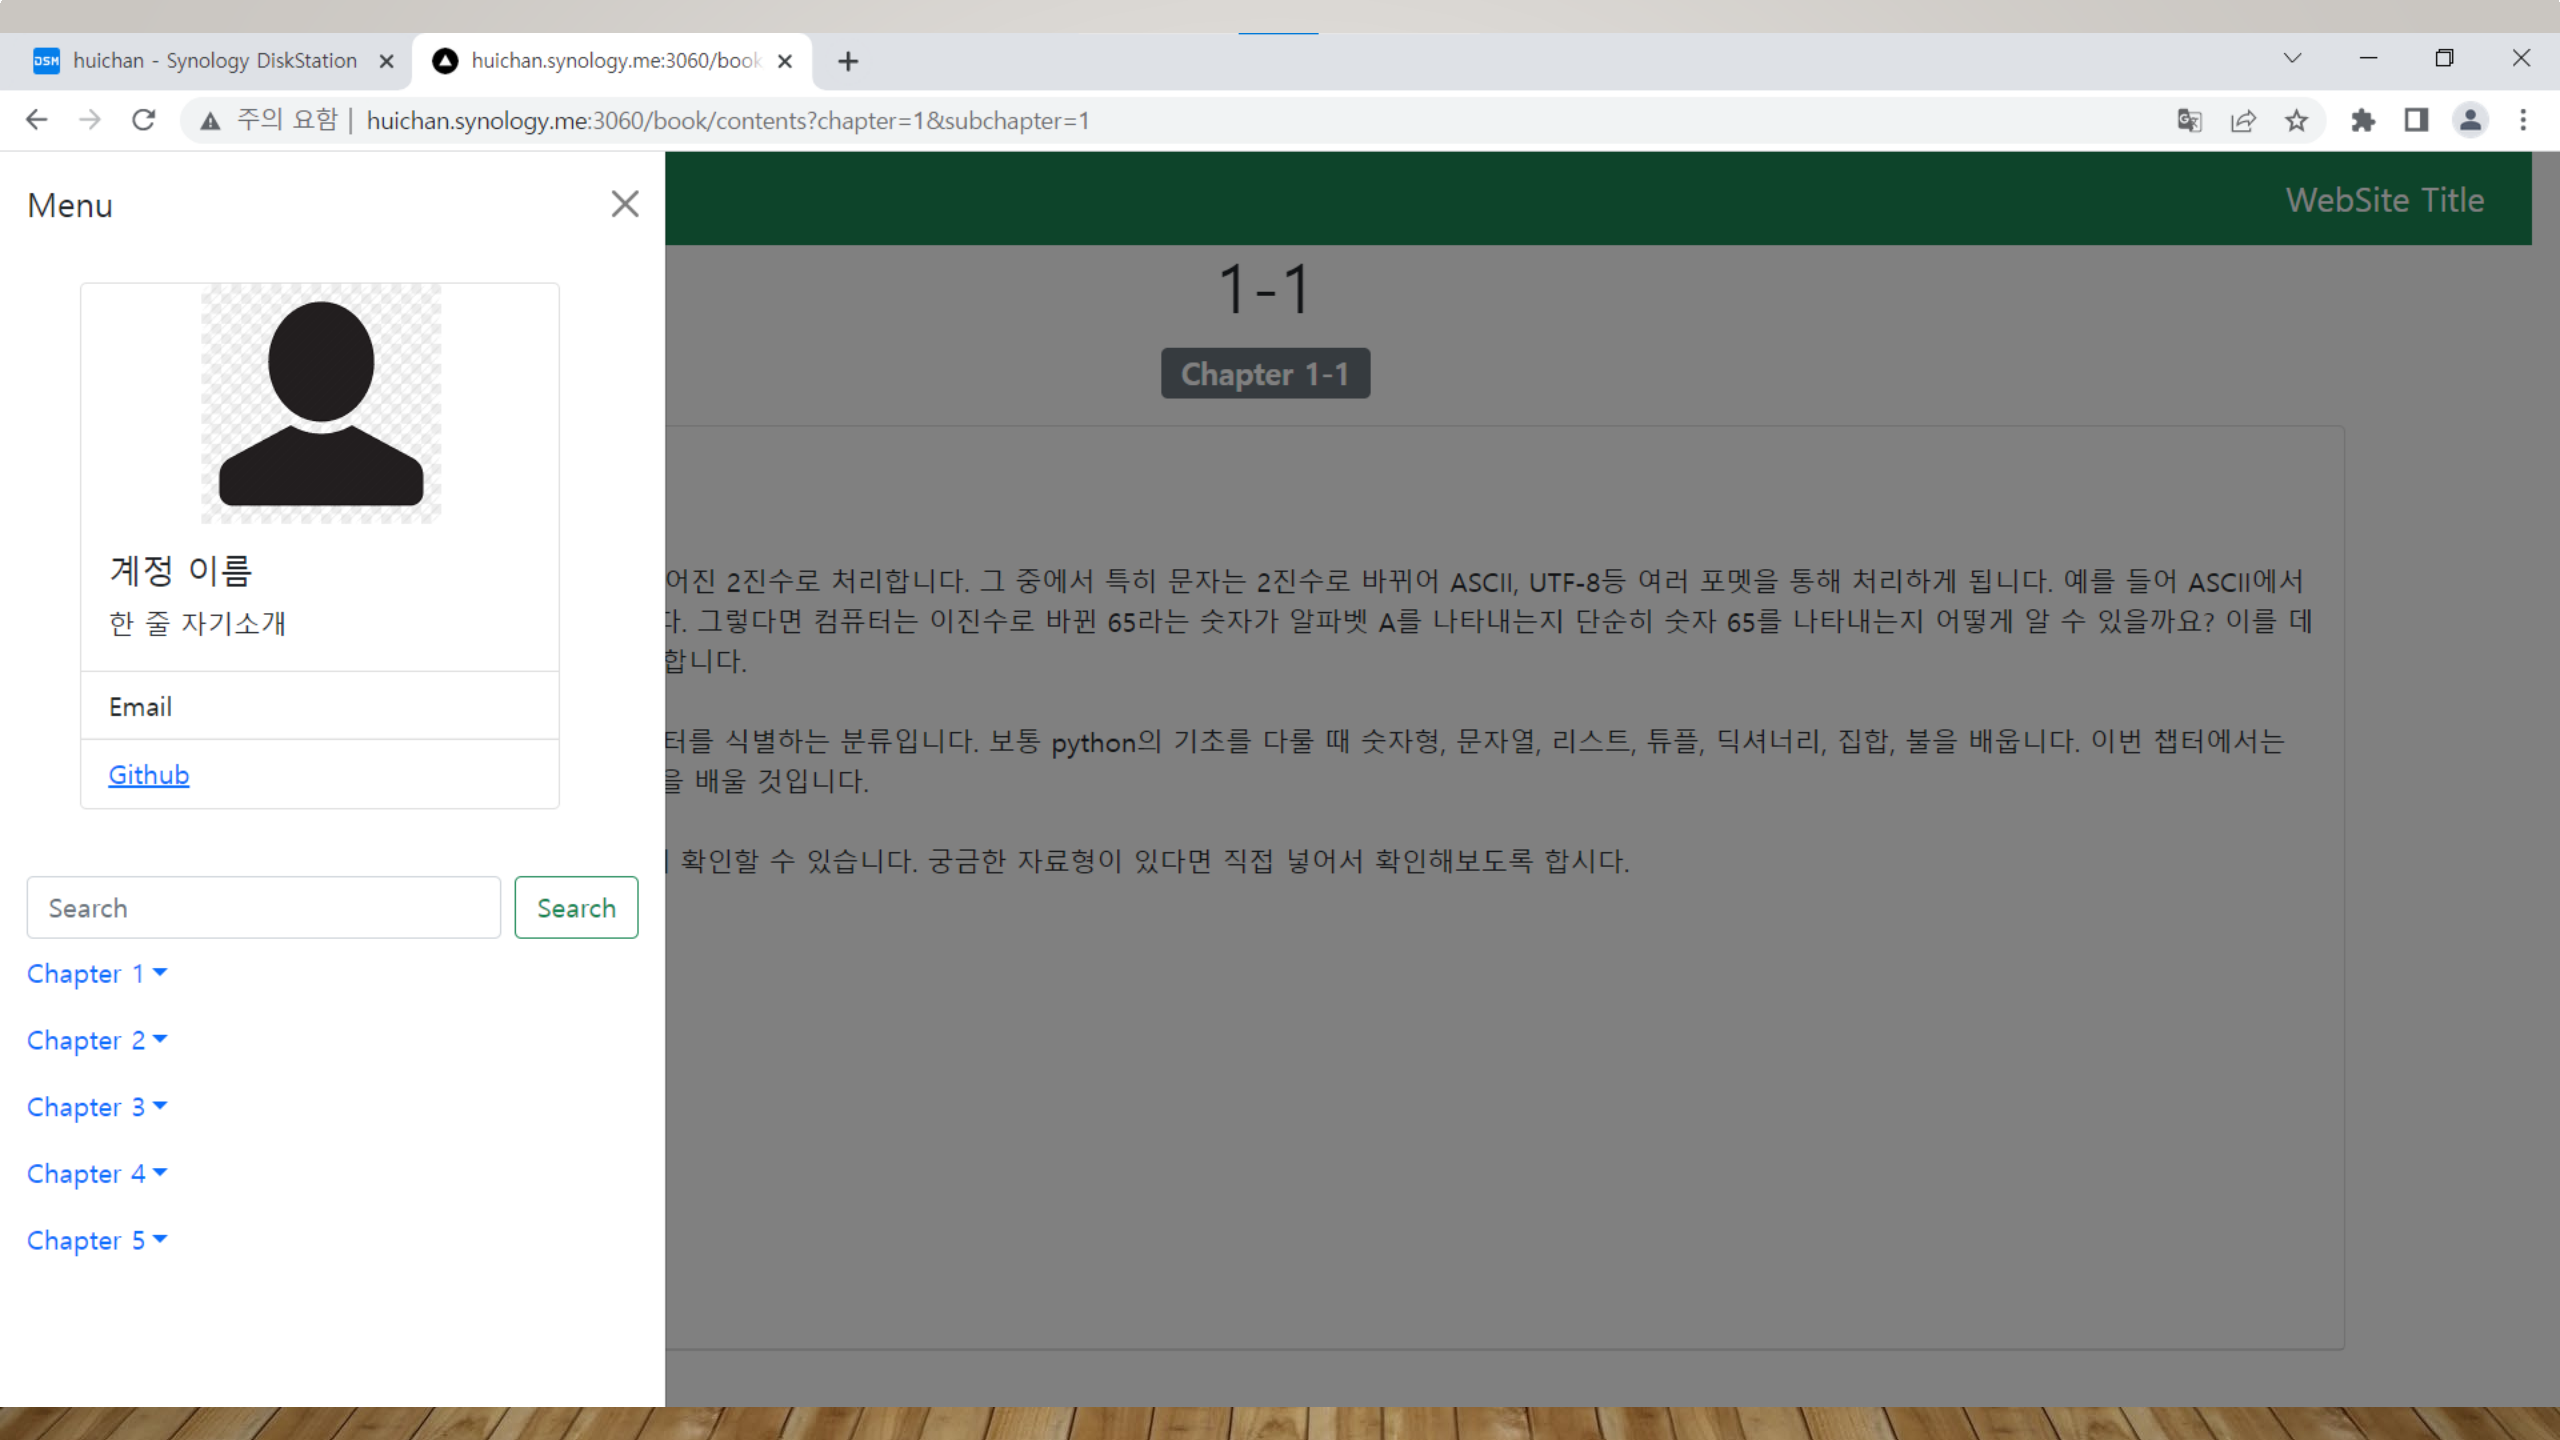 DSM
huichan - Synology DiskStation
huichan.synology.me:3060/book
주의 요함 | huichan.synology.me:3060/book/contents?chapter=1&subchapter=1
Menu
WebSite Title
1-1
Chapter 1-1
계정 이름
한 줄 자기소개
Email
Github
어진 2진수로 처리합니다. 그 중에서 특히 문자는 2진수로 바뀌어 ASCII, UTF-8등 여러 포멧을 통해 처리하게 됩니다. 예를 들어 ASCII에서
다. 그렇다면 컴퓨터는 이진수로 바뀐 65라는 숫자가 알파벳 A를 나타내는지 단순히 숫자 65를 나타내는지 어떻게 알 수 있을까요? 이를 데
합니다.
터를 식별하는 분류입니다. 보통 python의 기초를 다룰 때 숫자형, 문자열, 리스트, 튜플, 딕셔너리, 집합, 불을 배웁니다. 이번 챕터에서는
을 배울 것입니다.
확인할 수 있습니다. 궁금한 자료형이 있다면 직접 넣어서 확인해보도록 합시다.
Search
Search
Chapter 1
Chapter 2
Chapter 3
Chapter 4
Chapter 5